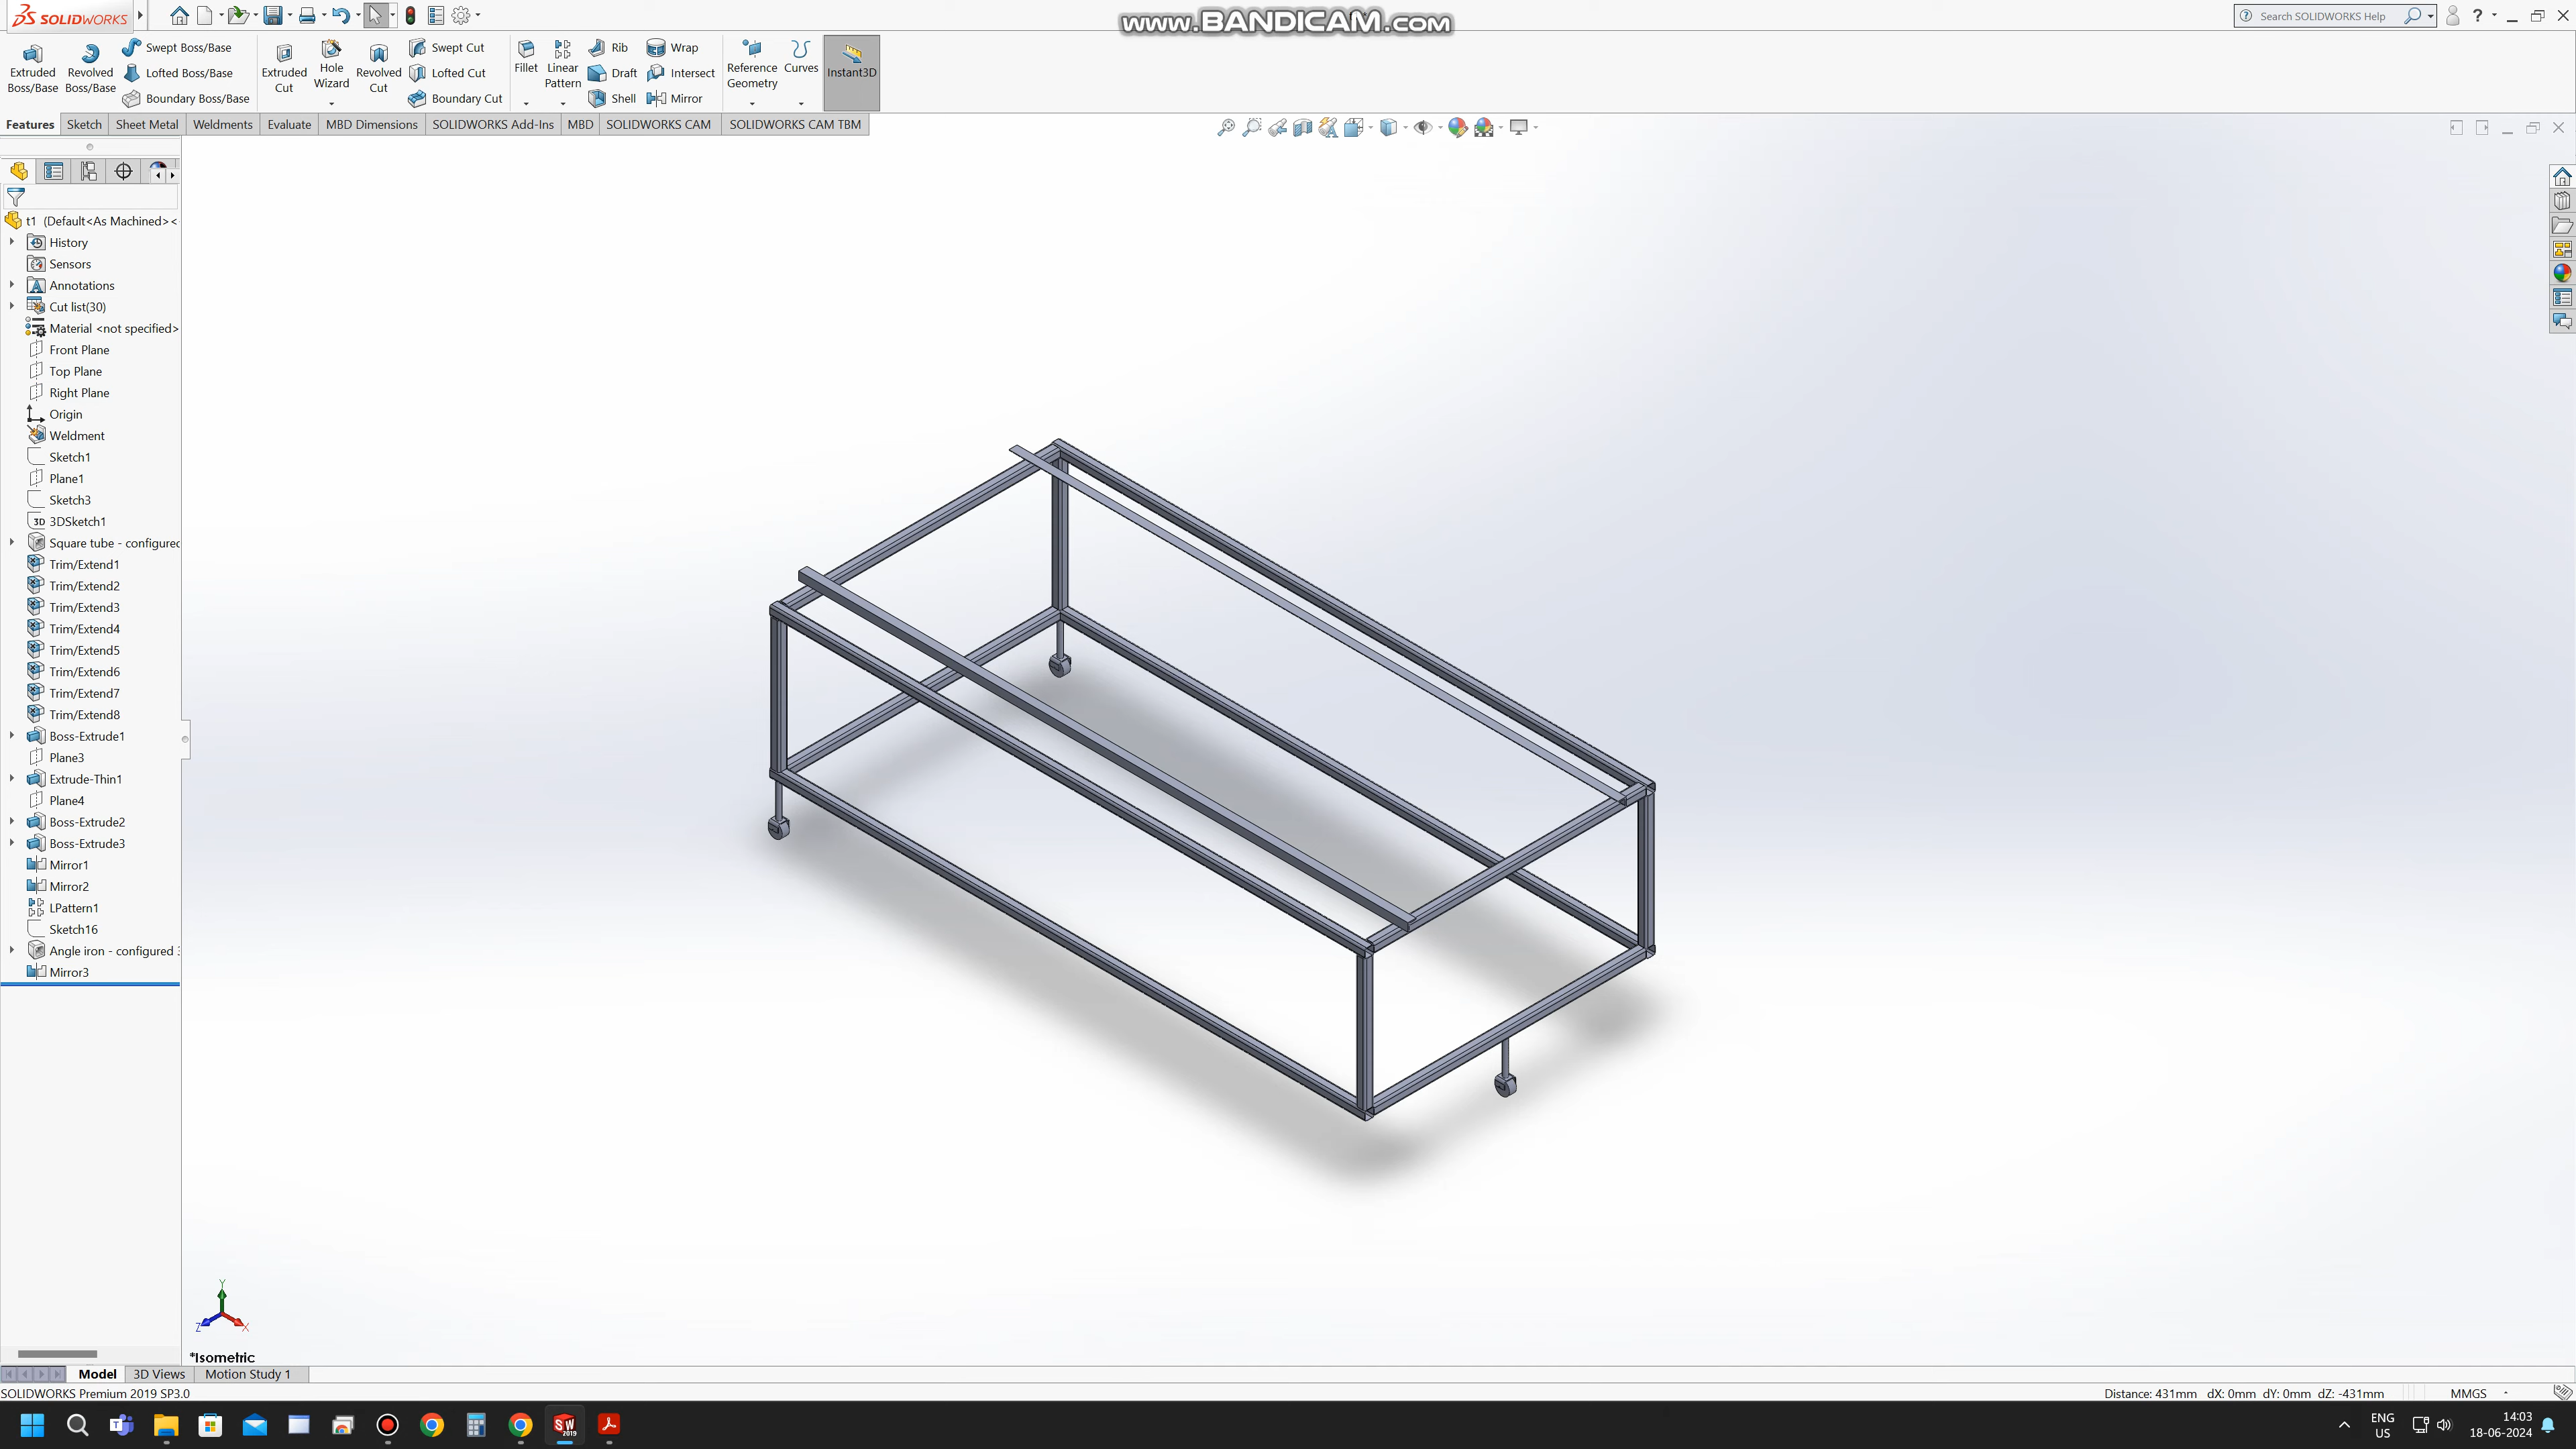 SOLIDWORKS
www.BANDICAM.com
Search SOLIDWORKS Help
Extruded Boss/Base
Revolved Boss/Base
Swept Boss/Base
Lofted Boss/Base
Boundary Boss/Base
Extruded Cut
Hole Wizard
Revolved Cut
Swept Cut
Lofted Cut
Boundary Cut
Fillet
Linear Pattern
Rib
Draft
Shell
Wrap
Intersect
Mirror
Reference Geometry
Curves
Instant3D
Features
Sketch
Sheet Metal
Weldments
Evaluate
MBD Dimensions
SOLIDWORKS Add-Ins
MBD
SOLIDWORKS CAM
SOLIDWORKS CAM TBM
t1 (Default<As Machined><
History
Sensors
Annotations
Cut list(30)
Material <not specified>
Front Plane
Top Plane
Right Plane
Origin
Weldment
Sketch1
Plane1
Sketch3
3D 3DSketch1
Square tube - configured
Trim/Extend1
Trim/Extend2
Trim/Extend3
Trim/Extend4
Trim/Extend5
Trim/Extend6
Trim/Extend7
Trim/Extend8
Boss-Extrude1
Plane3
Extrude-Thin1
Plane4
Boss-Extrude2
Boss-Extrude3
Mirror1
Mirror2
LPattern1
Sketch16
Angle iron - configured
Mirror3
Y
Z
X
*Isometric
Model
3D Views
Motion Study 1
SOLIDWORKS Premium 2019 SP3.0
Distance: 431mm dX: 0mm dY: 0mm dZ: -431mm
MMGS
SW 2019
ENG
US
14:03
18-06-2024